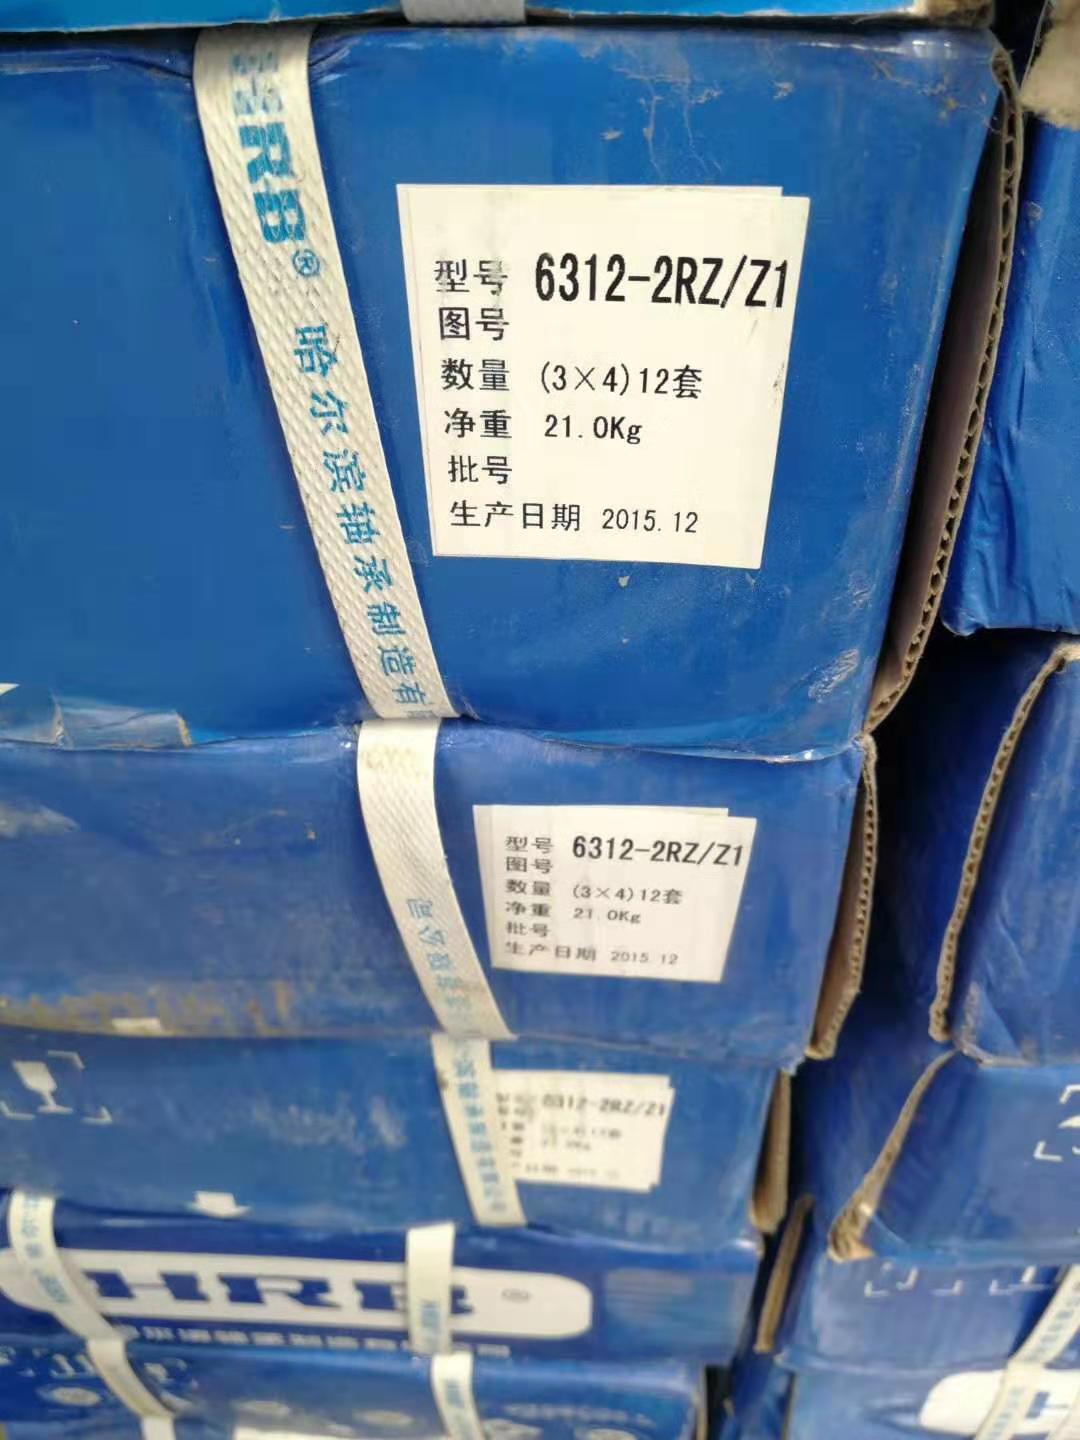 HRB® 哈尔滨轴承制造有
型号 6312-2RZ/Z1
图号
数量 (3×4)12套
净重 21.0Kg
批号
生产日期 2015.12
型号 6312-2RZ/Z1
图号
数量 (3×4)12套
净重 21.0Kg
批号
生产日期 2015.12
6312-2RZ/Z1
HRB ®